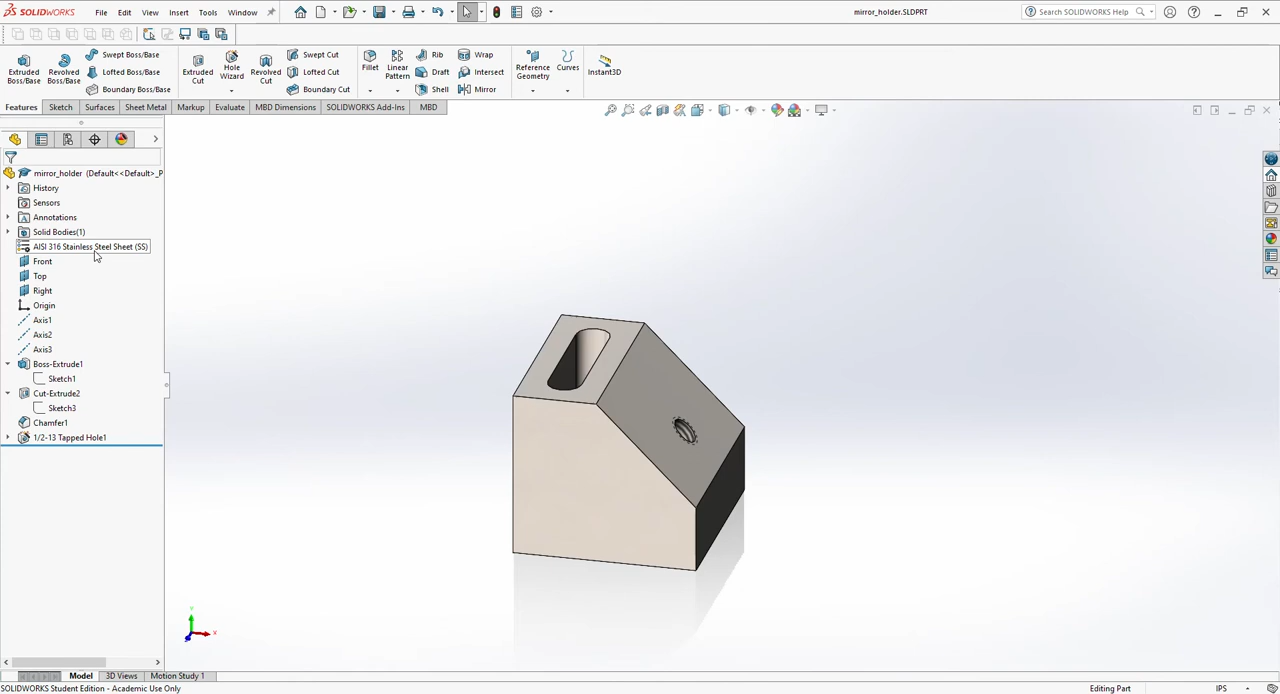 SOLIDWORKS File Edit View Insert Tools Window mirror_holder.SLDPRT Search SOLIDWORKS Help
Extruded Boss/Base
Revolved Boss/Base
Swept Boss/Base
Lofted Boss/Base
Boundary Boss/Base
Extruded Cut
Hole Wizard
Revolved Cut
Swept Cut
Lofted Cut
Boundary Cut
Fillet
Linear Pattern
Rib
Draft
Shell
Wrap
Intersect
Mirror
Reference Geometry
Curves
Instant3D
Features Sketch Surfaces Sheet Metal Markup Evaluate MBD Dimensions SOLIDWORKS Add-Ins MBD
mirror_holder (Default<<Default>_P
History
Sensors
Annotations
Solid Bodies(1)
AISI 316 Stainless Steel Sheet (SS)
Front
Top
Right
Origin
Axis1
Axis2
Axis3
Boss-Extrude1
Sketch1
Cut-Extrude2
Sketch3
Chamfer1
1/2-13 Tapped Hole1
Y
X
Z
Model 3D Views Motion Study 1
SOLIDWORKS Student Edition - Academic Use Only Editing Part IPS